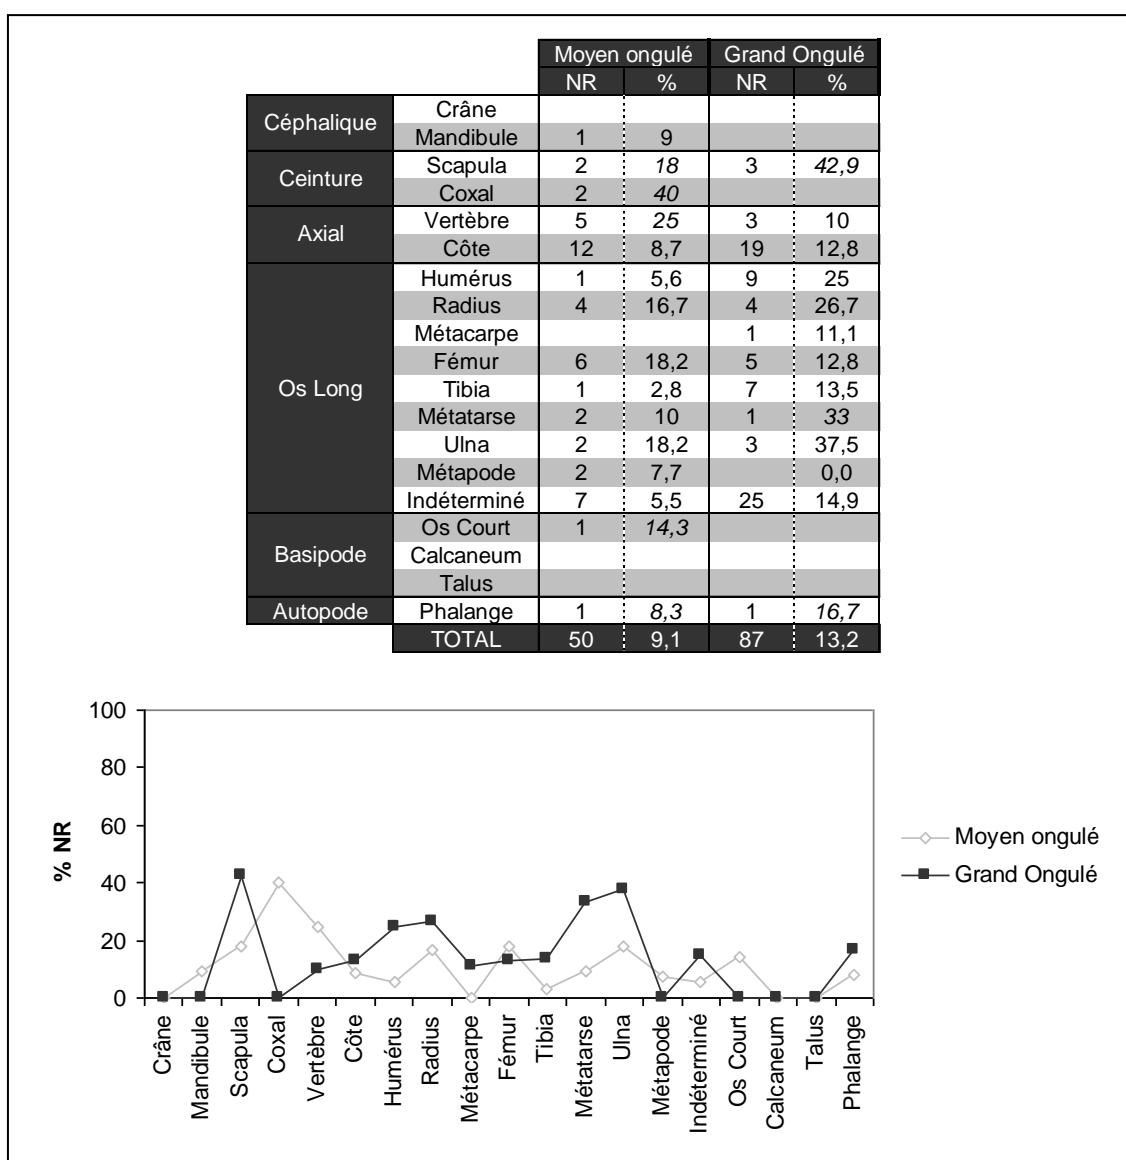 Moyen ongulé Grand Ongulé
NR % NR %
Céphalique
Crâne
Mandibule 1 9
Ceinture
Scapula 2 18 3 42,9
Coxal 2 40
Axial
Vertèbre 5 25 3 10
Côte 12 8,7 19 12,8
Os Long
Humérus 1 5,6 9 25
Radius 4 16,7 4 26,7
Métacarpe 1 11,1
Fémur 6 18,2 5 12,8
Tibia 1 2,8 7 13,5
Métatarse 2 10 1 33
Ulna 2 18,2 3 37,5
Métapode 2 7,7 0,0
Indéterminé 7 5,5 25 14,9
Basipode
Os Court 1 14,3
Calcaneum
Talus
Autopode Phalange 1 8,3 1 16,7
TOTAL 50 9,1 87 13,2
% NR
100
80
60
40
20
0
Crâne
Mandibule
Scapula
Coxal
Vertèbre
Côte
Humérus
Radius
Métacarpe
Fémur
Tibia
Métatarse
Ulna
Métapode
Indéterminé
Os Court
Calcaneum
Talus
Phalange
Moyen ongulé
Grand Ongulé